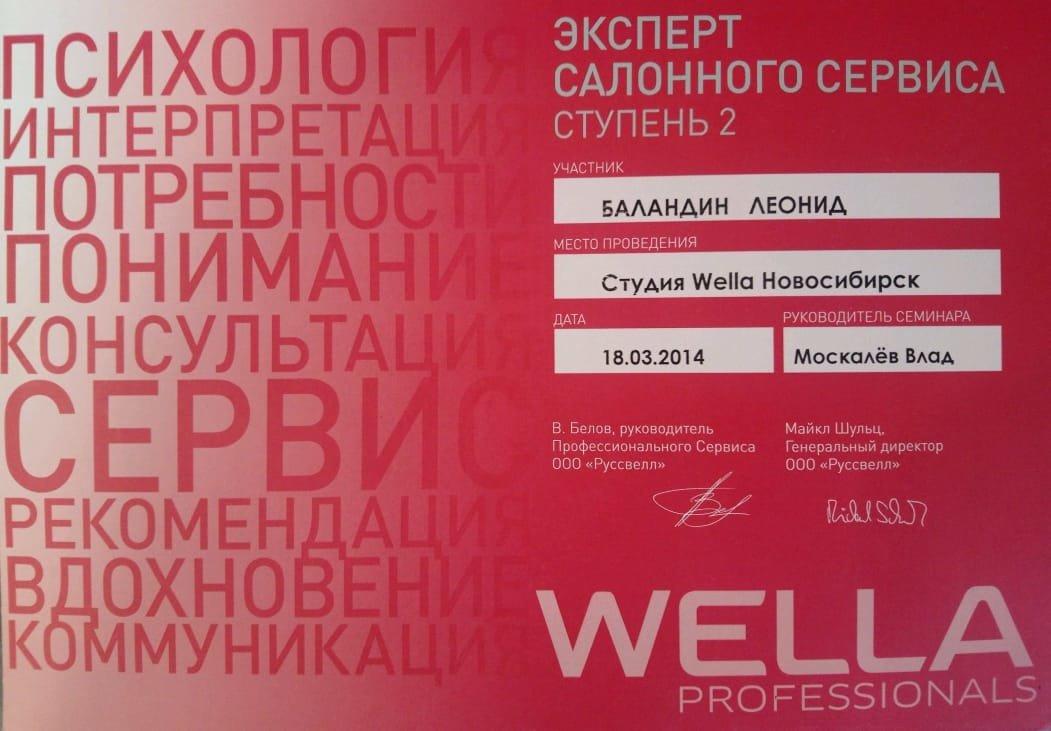 ПСИХОЛОГИЯ
ИНТЕРПРЕТАЦИЯ
ПОТРЕБНОСТИ
ПОНИМАНИЕ
КОНСУЛЬТАЦИЯ
СЕРВИС
РЕКОМЕНДАЦИЯ
ВДОХНОВЕНИЕ
КОММУНИКАЦИЯ
ЭКСПЕРТ
САЛОННОГО СЕРВИСА
СТУПЕНЬ 2
УЧАСТНИК
БАЛАНДИН ЛЕОНИД
МЕСТО ПРОВЕДЕНИЯ
Студия Wella Новосибирск
ДАТА
18.03.2014
РУКОВОДИТЕЛЬ СЕМИНАРА
Москалёв Влад
В. Белов, руководитель
Профессионального Сервиса
ООО «Руссвелл»
Майкл Шульц,
Генеральный директор
ООО «Руссвелл»
WELLA
PROFESSIONALS